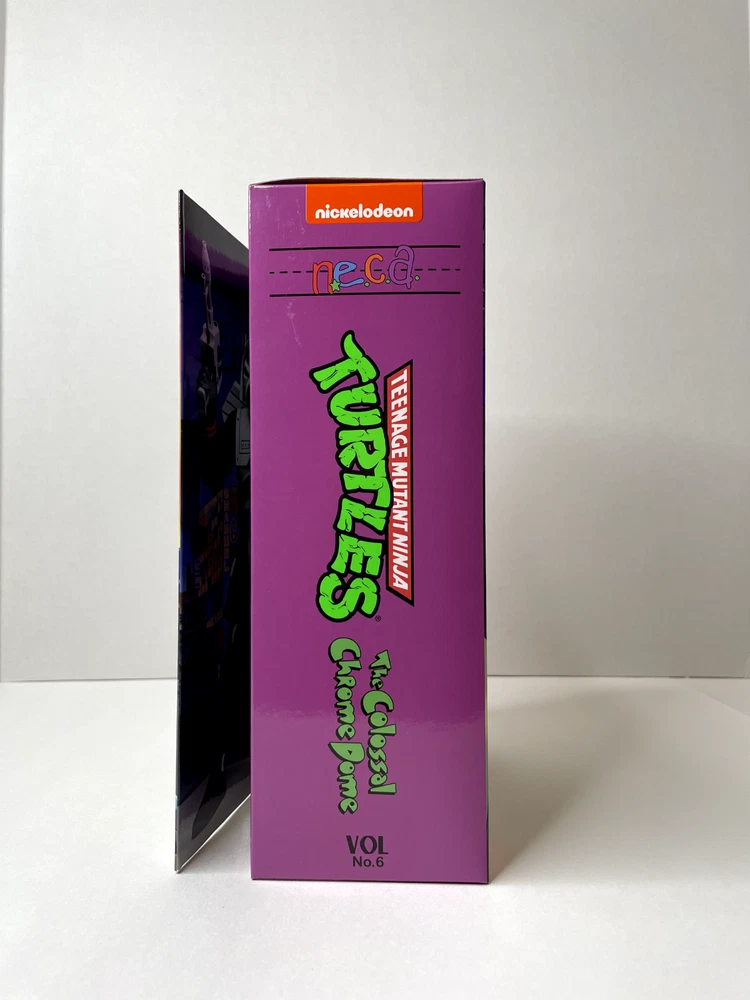 nickelodeon
n.e.c.a.
TEENAGE MUTANT NINJA
TURTLES®
The Colossal
Chrome Dome
VOL
No.6